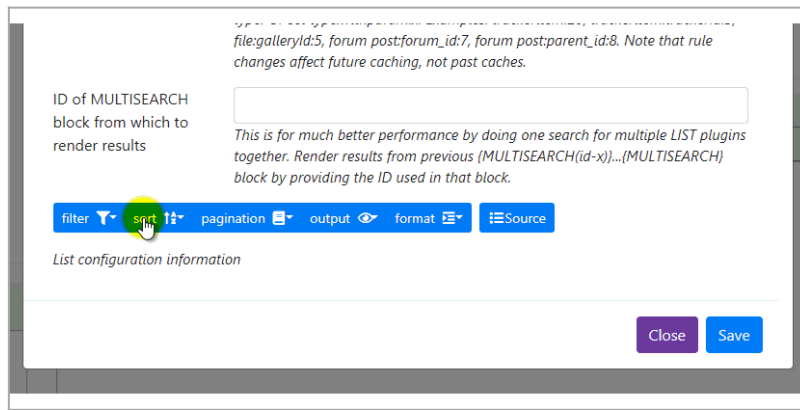 file:galleryId:5, forum post:forum_id:7, forum post:parent_id:8. Note that rule
changes affect future caching, not past caches.
ID of MULTISEARCH
block from which to
render results
This is for much better performance by doing one search for multiple LIST plugins
together. Render results from previous {MULTISEARCH(id-x)}...{MULTISEARCH}
block by providing the ID used in that block.
filter sort pagination output format Source
List configuration information
Close Save